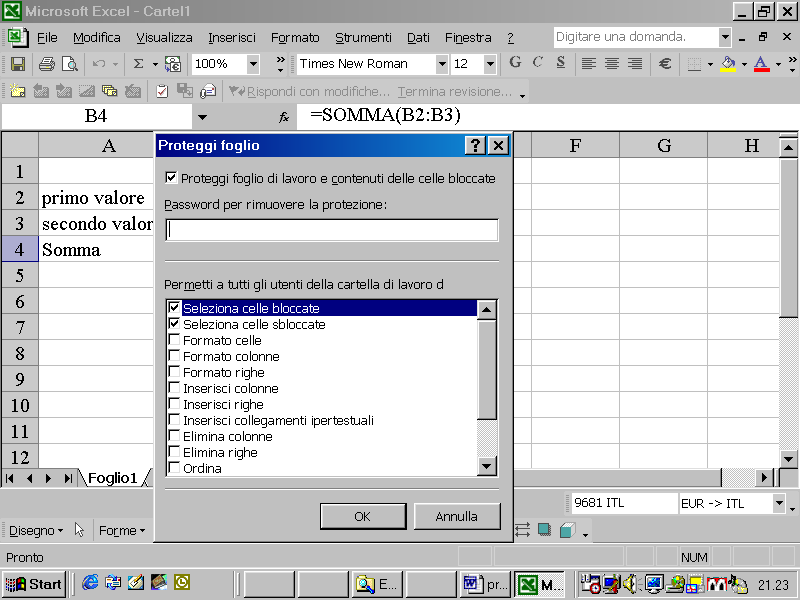 Microsoft Excel - Cartel1
File Modifica Visualizza Inserisci Formato Strumenti Dati Finestra ? Digitare una domanda.
Σ 100% Times New Roman 12 G C S €
Rispondi con modifiche... Termina revisione...
B4 fx =SOMMA(B2:B3)
A F G H
1
2 primo valore
3 secondo valor
4 Somma
5
6
7
8
9
10
11
12
Proteggi foglio
Proteggi foglio di lavoro e contenuti delle celle bloccate
Password per rimuovere la protezione:
Permetti a tutti gli utenti della cartella di lavoro d
Seleziona celle bloccate
Seleziona celle sbloccate
Formato celle
Formato colonne
Formato righe
Inserisci colonne
Inserisci righe
Inserisci collegamenti ipertestuali
Elimina colonne
Elimina righe
Ordina
OK Annulla
Foglio1
9681 ITL EUR -> ITL
Disegno Forme
Pronto NUM
Start E... pr... M... 21.23